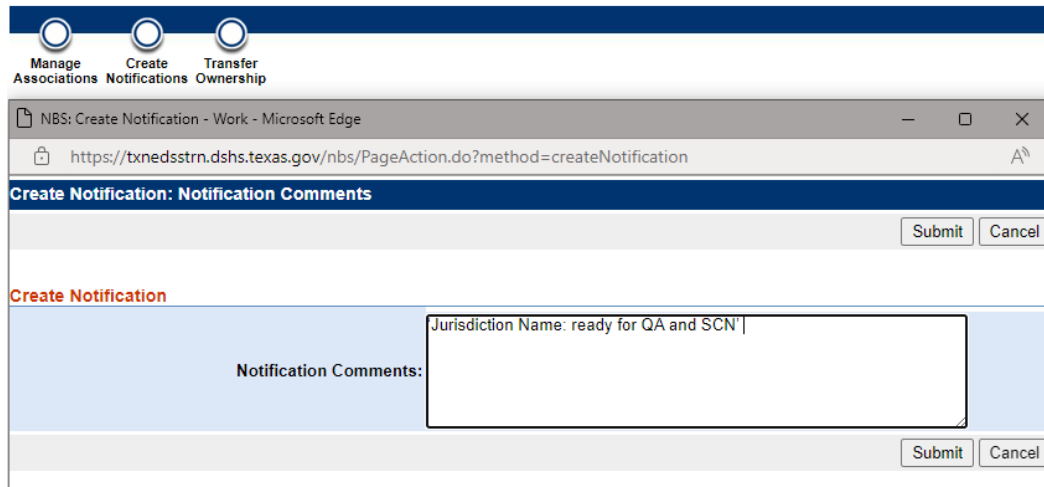 Manage Associations
Create Notifications
Transfer Ownership
NBS: Create Notification - Work - Microsoft Edge
https://txnedsstrn.dshs.texas.gov/nbs/PageAction.do?method=createNotification
Create Notification: Notification Comments
Submit Cancel
Create Notification
Notification Comments:
'Jurisdiction Name: ready for QA and SCN'
Submit Cancel